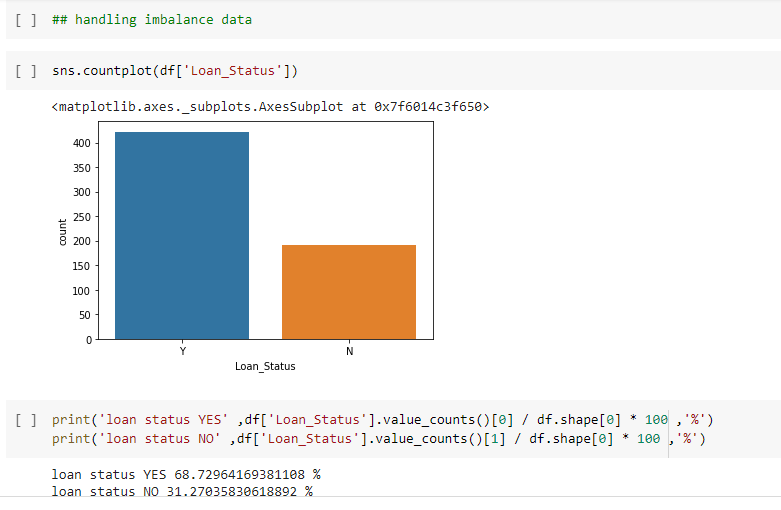 [ ] ## handling imbalance data
[ ] sns.countplot(df['Loan_Status'])
<matplotlib.axes._subplots.AxesSubplot at 0x7f6014c3f650>
400
350
300
250
200
150
100
50
0
count
Y N
Loan_Status
[ ] print('loan status YES' ,df['Loan_Status'].value_counts()[0] / df.shape[0] * 100 ,'%')
print('loan status NO' ,df['Loan_Status'].value_counts()[1] / df.shape[0] * 100 ,'%')
loan status YES 68.72964169381108 %
loan status NO 31.27035830618892 %